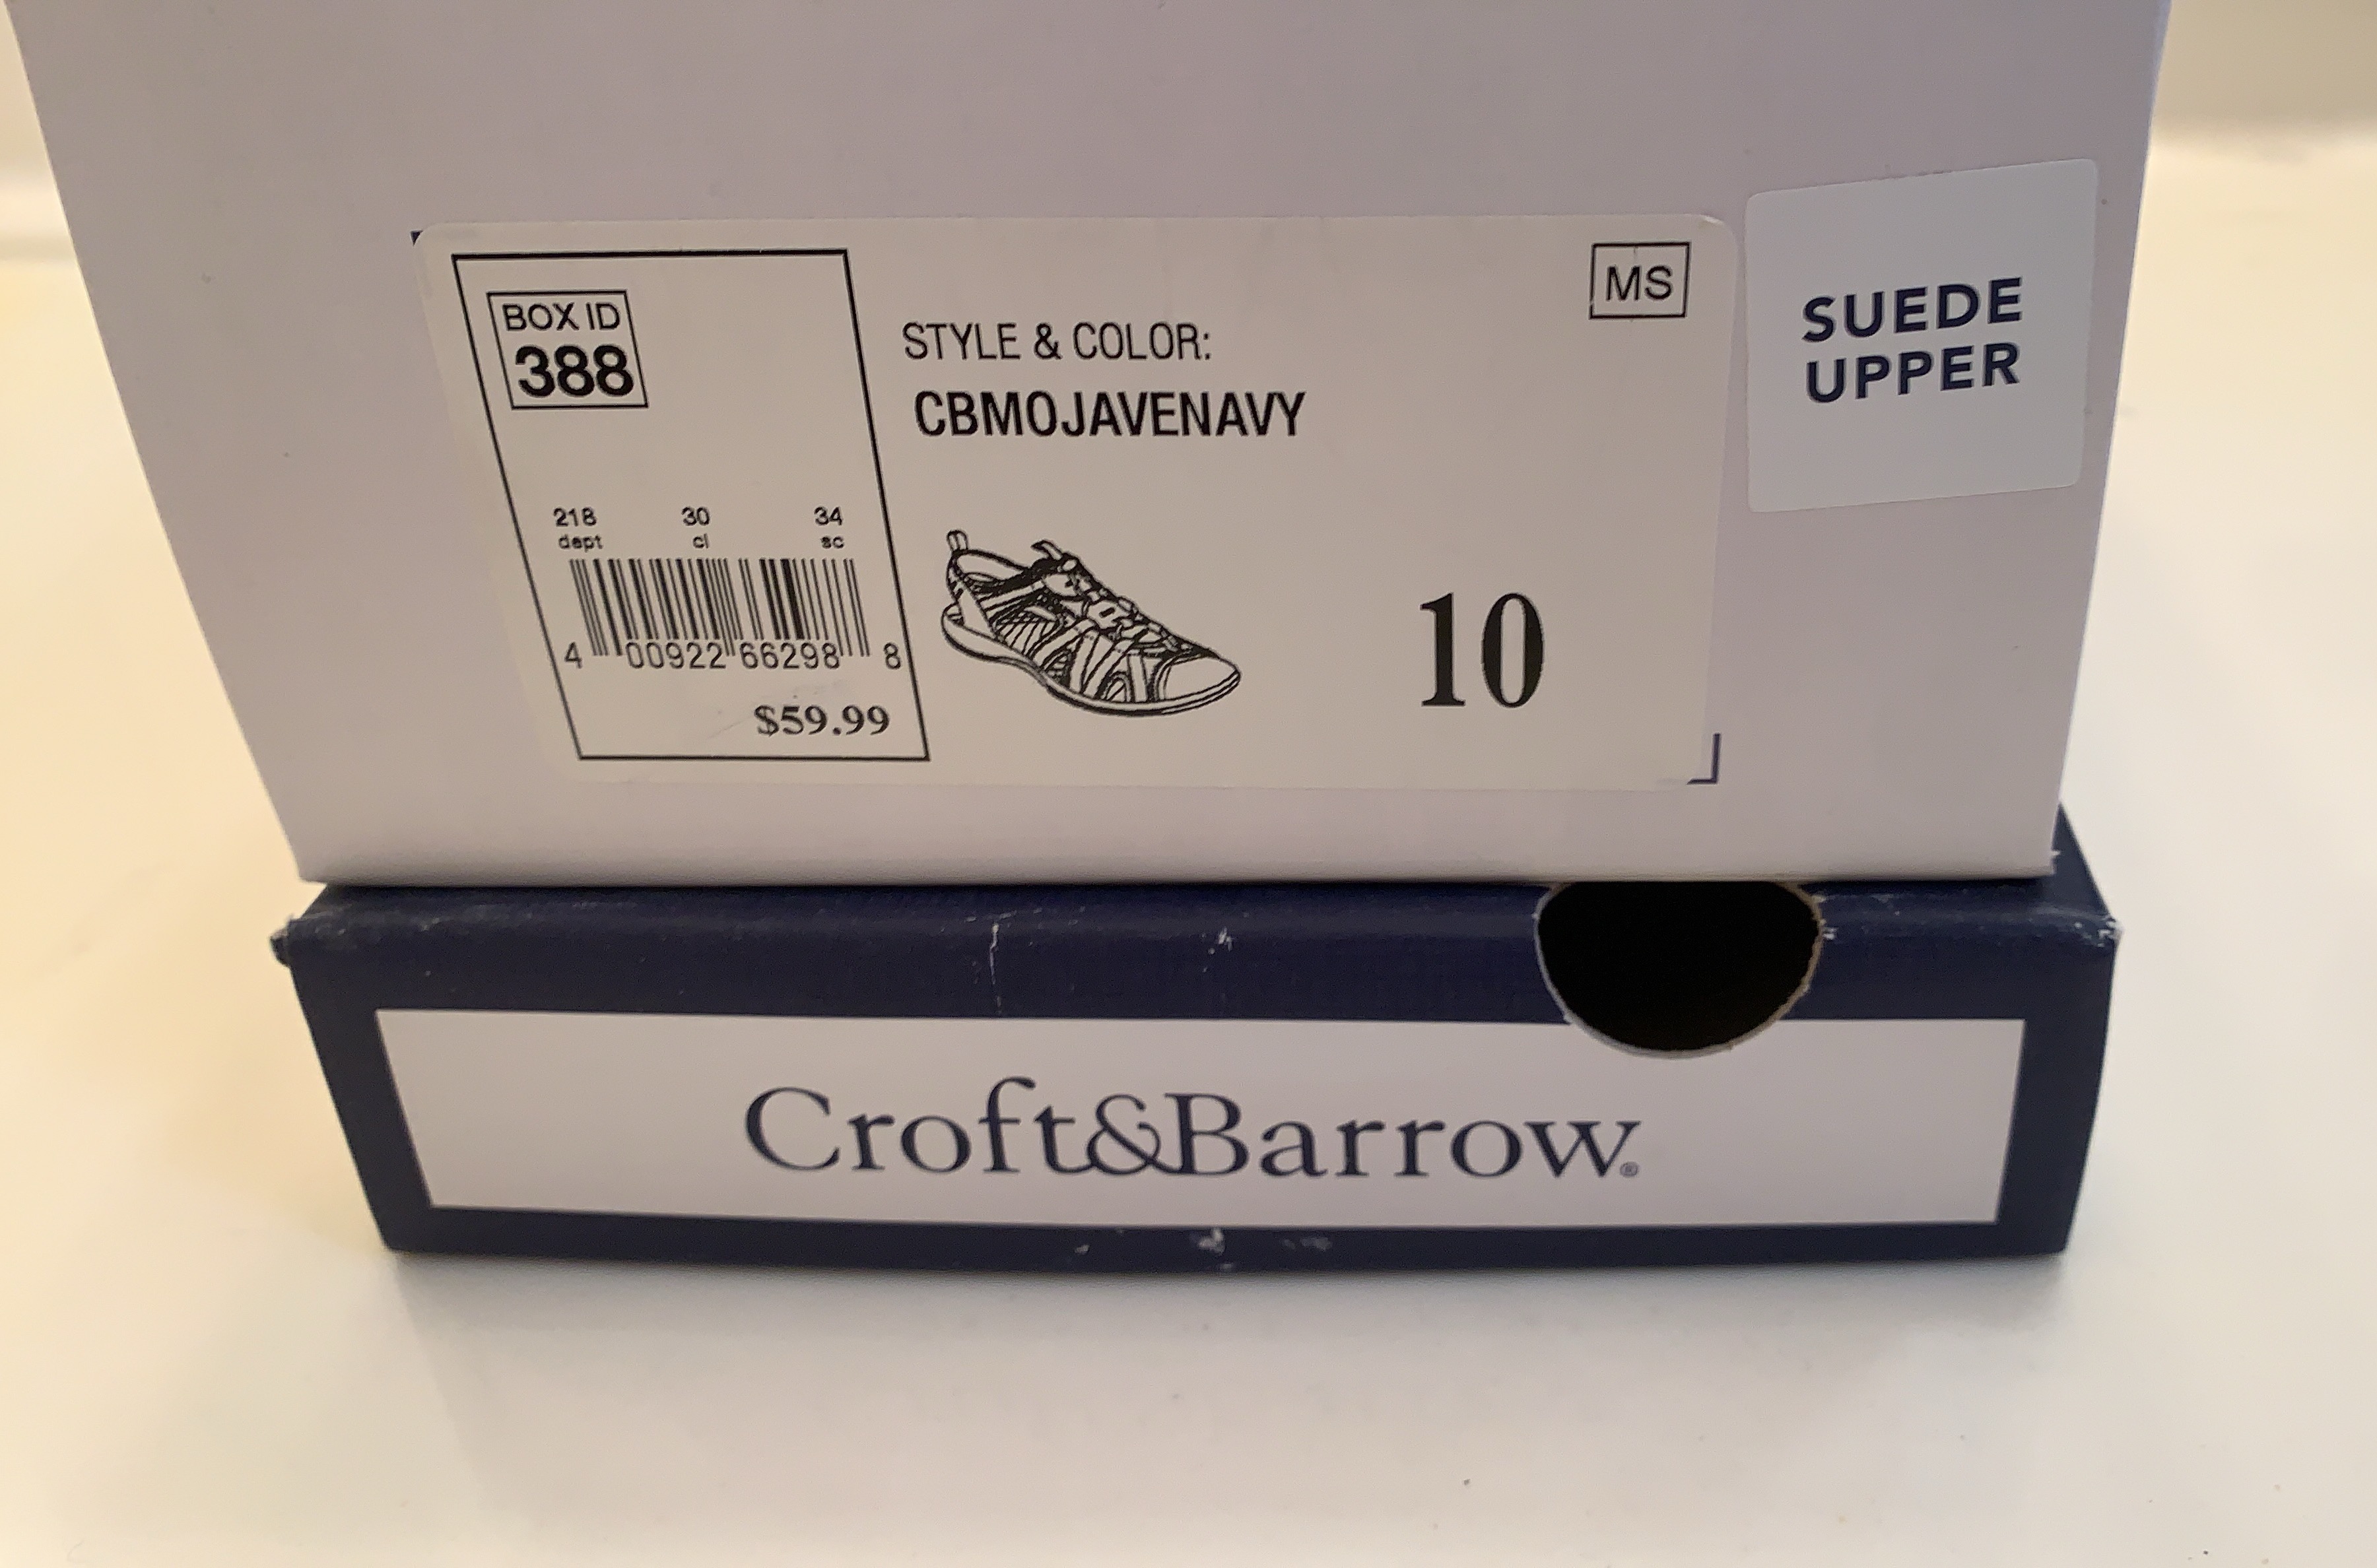 MS
BOX ID
388
STYLE & COLOR:
CBMOJAVENAVY
SUEDE
UPPER
218 30 34
dept cl sc
4 00922 66298 8
$59.99
10
Croft&Barrow®